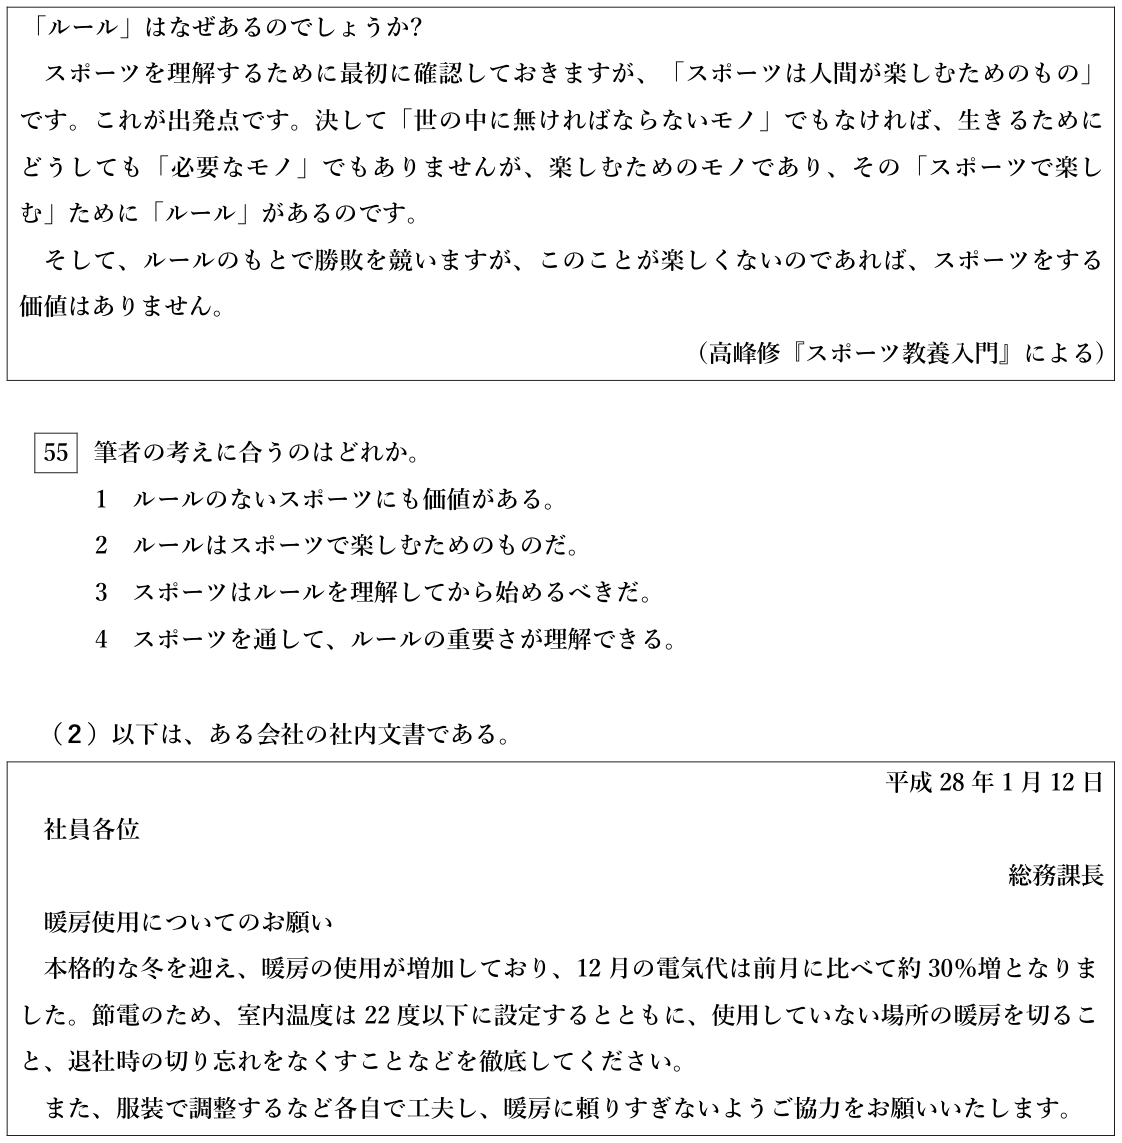 「ルール」はなぜあるのでしょうか?
スポーツを理解するために最初に確認しておきますが、「スポーツは人間が楽しむためのもの」
です。これが出発点です。決して「世の中に無ければならないモノ」でもなければ、生きるために
どうしても「必要なモノ」でもありませんが、楽しむためのモノであり、その「スポーツで楽し
む」ために「ルール」があるのです。
そして、ルールのもとで勝敗を競いますが、このことが楽しくないのであれば、スポーツをする
価値はありません。
（高峰修『スポーツ教養入門』による）
55 筆者の考えに合うのはどれか。
1 ルールのないスポーツにも価値がある。
2 ルールはスポーツで楽しむためのものだ。
3 スポーツはルールを理解してから始めるべきだ。
4 スポーツを通して、ルールの重要さが理解できる。
（2）以下は、ある会社の社内文書である。
平成 28 年 1 月 12 日
社員各位
総務課長
暖房使用についてのお願い
本格的な冬を迎え、暖房の使用が増加しており、12 月の電気代は前月に比べて約 30%増となりま
した。節電のため、室内温度は 22 度以下に設定するとともに、使用していない場所の暖房を切るこ
と、退社時の切り忘れをなくすことなどを徹底してください。
また、服装で調整するなど各自で工夫し、暖房に頼りすぎないようご協力をお願いいたします。